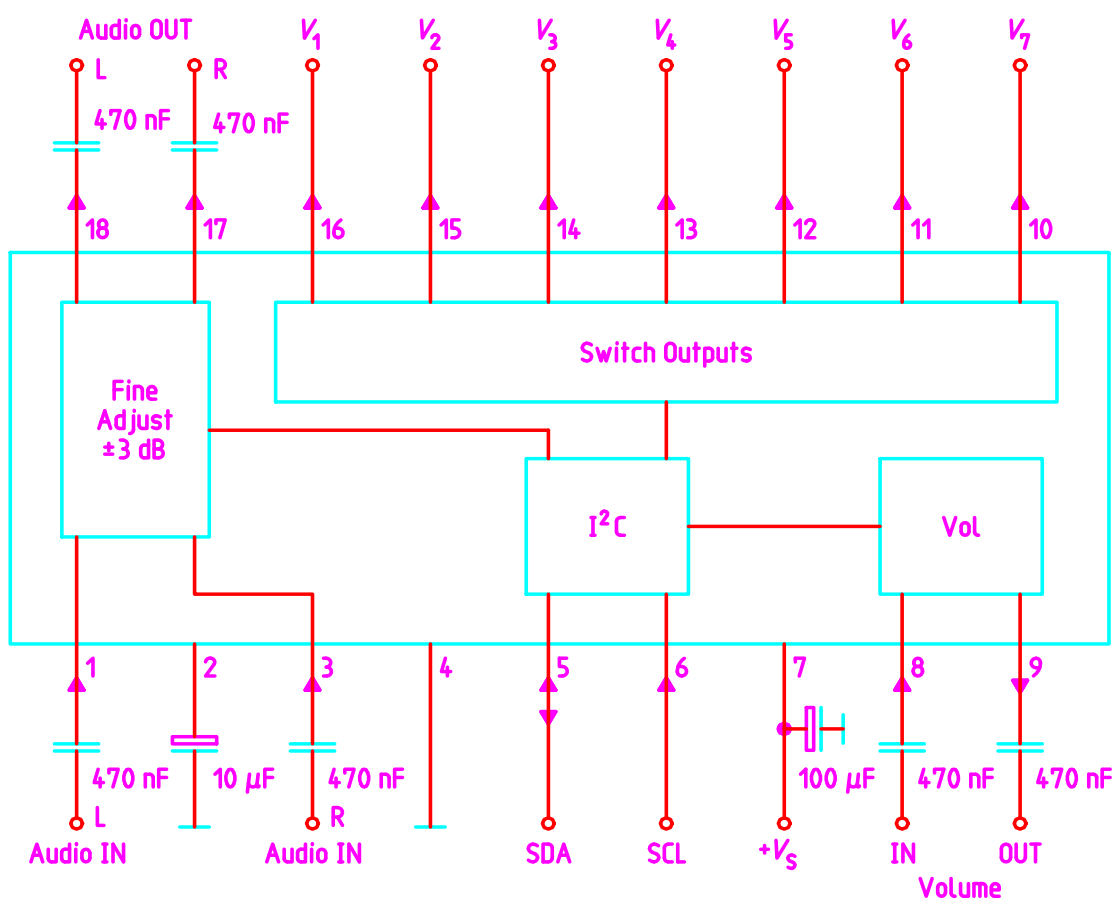 Audio OUT V1 V2 V3 V4 V5 V6 V7
L R
470 nF 470 nF
18 17 16 15 14 13 12 11 10
Switch Outputs
Fine
Adjust
±3 dB
I²C Vol
1 2 3 4 5 6 7 8 9
470 nF 10 µF 470 nF 100 µF 470 nF 470 nF
L R
Audio IN Audio IN SDA SCL +VS IN OUT
Volume